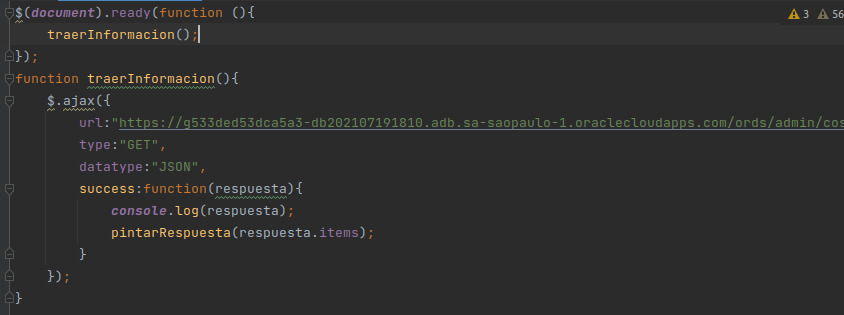 $(document).ready(function (){
    traerInformacion();
});
function traerInformacion(){
    $.ajax({
        url:"https://g533ded53dca5a3-db202107191810.adb.sa-saopaulo-1.oraclecloudapps.com/ords/admin/cos
        type:"GET",
        datatype:"JSON",
        success:function(respuesta){
            console.log(respuesta);
            pintarRespuesta(respuesta.items);
        }
    });
}
3 56